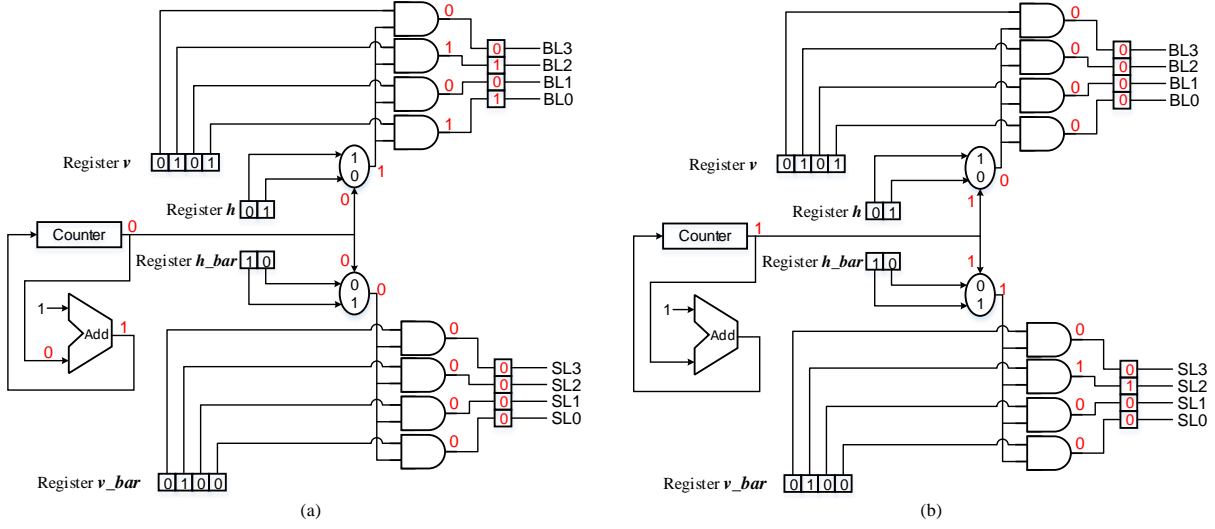 0
0 BL3
1 1 BL2
0 0 BL1
1 BL0
1
Register v 0 1 0 1
1
0 1
0
Register h 0 1
Counter 0
Register h_bar 1 0
0
0 0
1
1
Add 1
0
0
0 SL3
0 0 SL2
0 0 SL1
0 SL0
0
Register v_bar 0 1 0 0
(a)
0
0 BL3
0 0 BL2
0 0 BL1
0 BL0
0
Register v 0 1 0 1
1
0 0
1
Register h 0 1
Counter 1
Register h_bar 1 0
1
0 1
1
1
Add
0
0 SL3
1 1 SL2
0 0 SL1
0 SL0
0
Register v_bar 0 1 0 0
(b)